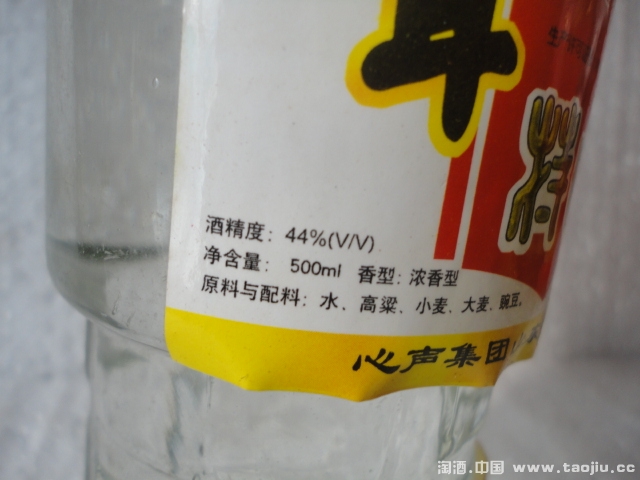 酒精度：44%(V/V)
净含量：500ml 香型：浓香型
原料与配料：水、高粱、小麦、大麦、豌豆。
心声集团
淘酒.中国 www.taojiu.cc